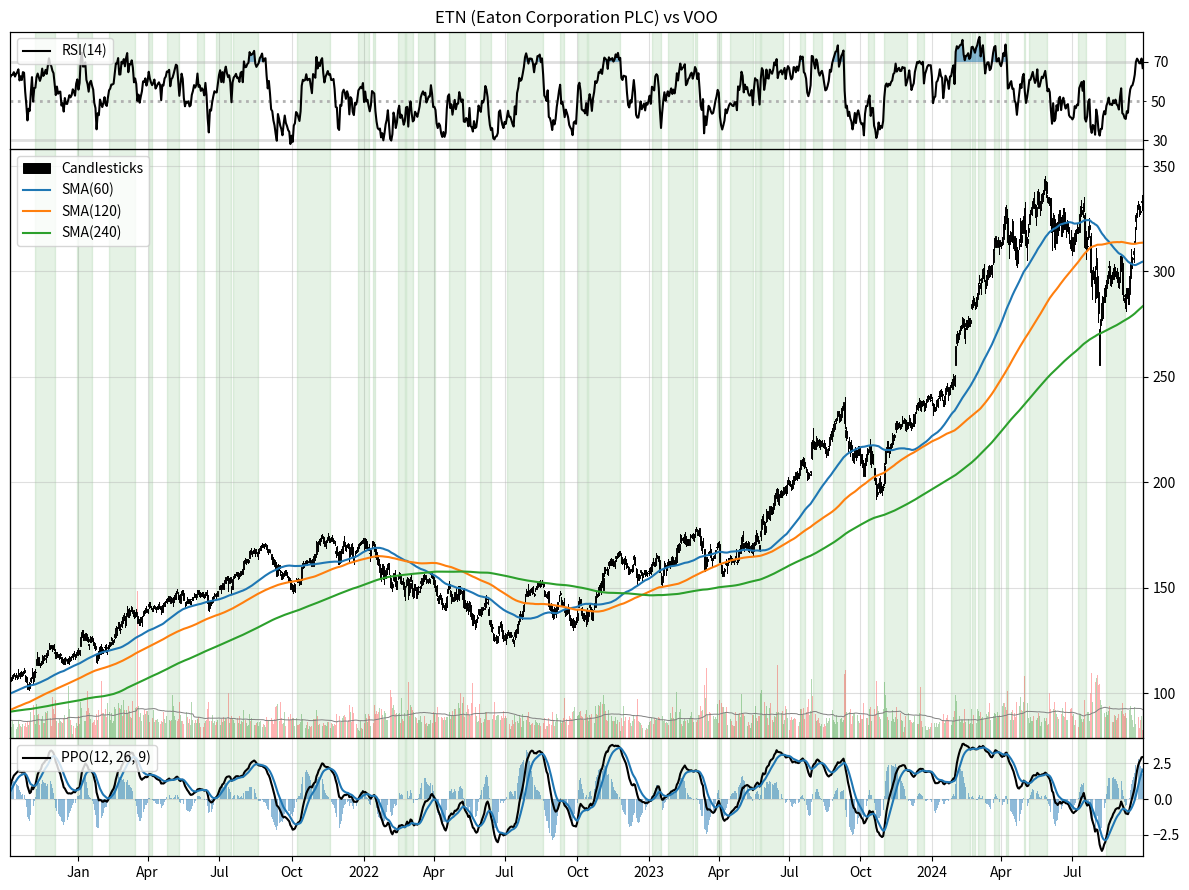 ETN (Eaton Corporation PLC) vs VOO
RSI(14)
70
50
30
Candlesticks
SMA(60)
SMA(120)
SMA(240)
350
300
250
200
150
100
PPO(12, 26, 9)
2.5
0.0
−2.5
Jan Apr Jul Oct 2022 Apr Jul Oct 2023 Apr Jul Oct 2024 Apr Jul